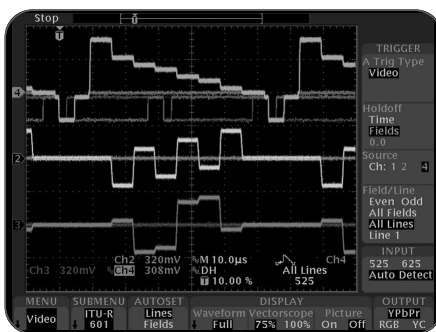 Stop
TRIGGER
A Trig Type
Video
Holdoff
Time
Fields
0.0
Source
Ch: 1 2 4
Field/Line
Even Odd
All Fields
All Lines
Line 1
INPUT
525 625
Auto Detect
4
2
3
Ch2 320mV M 10.0µs Ch4
Ch3 320mV Ch4 308mV DH All Lines
10.00 % 525
MENU SUBMENU AUTOSET DISPLAY OUTPUT
Video ITU-R 601 Lines Fields Waveform Full Vectorscope 75% 100% Picture On Off YPbPr RGB YC